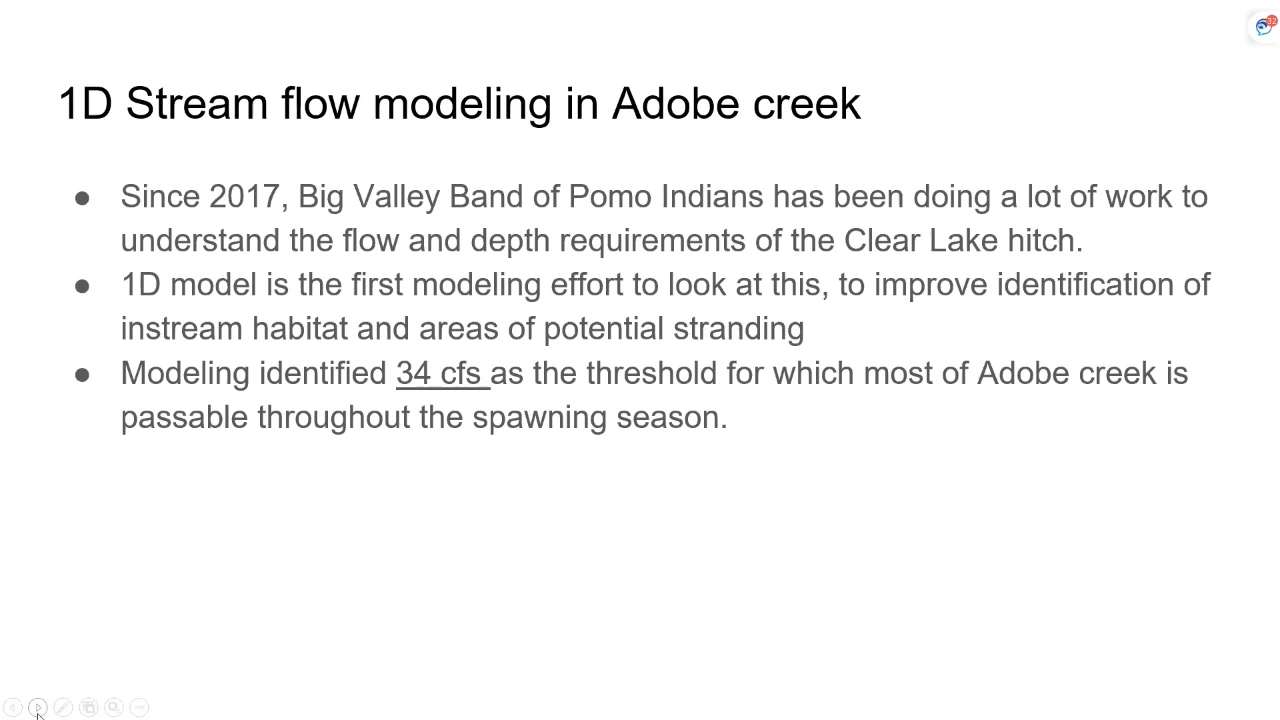 1D Stream flow modeling in Adobe creek
● Since 2017, Big Valley Band of Pomo Indians has been doing a lot of work to
understand the flow and depth requirements of the Clear Lake hitch.
● 1D model is the first modeling effort to look at this, to improve identification of
instream habitat and areas of potential stranding
● Modeling identified 34 cfs as the threshold for which most of Adobe creek is
passable throughout the spawning season.